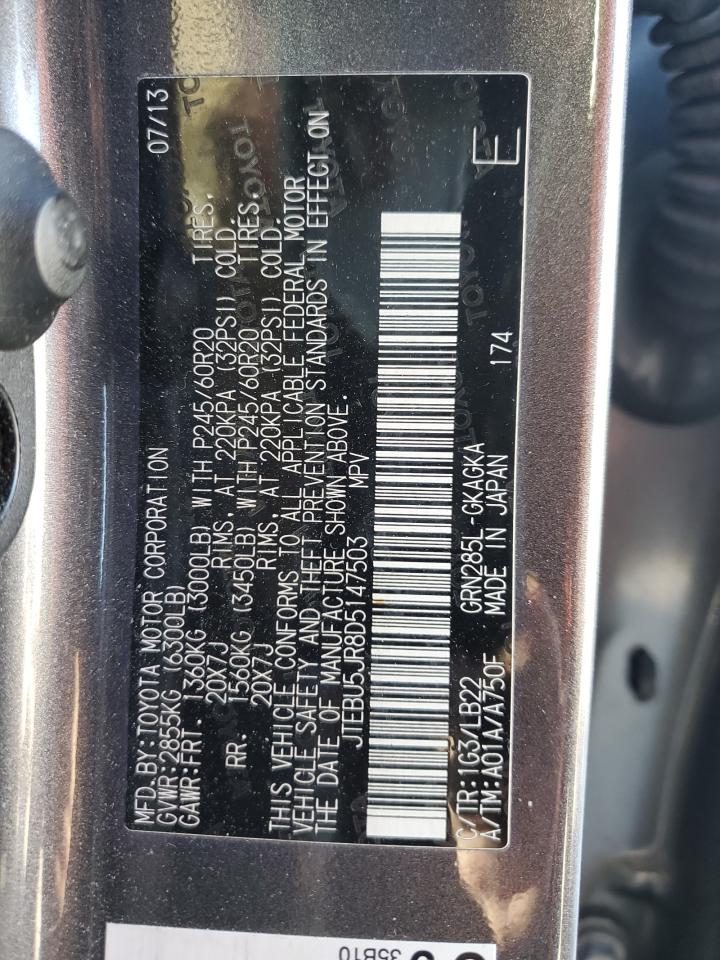 MFD.BY:TOYOTA MOTOR CORPORATION 07/13
GVWR:2855KG (6300LB)
GAWR:FRT. 1360KG (3000LB) WITH P245/60R20 TIRES.
20X7J RIMS. AT 220KPA (32PSI) COLD.
RR. 1560KG (3450LB) WITH P245/60R20 TIRES.
20X7J RIMS. AT 220KPA (32PSI) COLD.
THIS VEHICLE CONFORMS TO ALL APPLICABLE FEDERAL MOTOR
VEHICLE SAFETY AND THEFT PREVENTION STANDARDS IN EFFECT ON
THE DATE OF MANUFACTURE SHOWN ABOVE.
JTEBU5JR8D5147503 MPV
C/TR:1G3/LB22 GRN285L-GKAGKA
A/TM:A01A/A750F MADE IN JAPAN 174 E
35B10